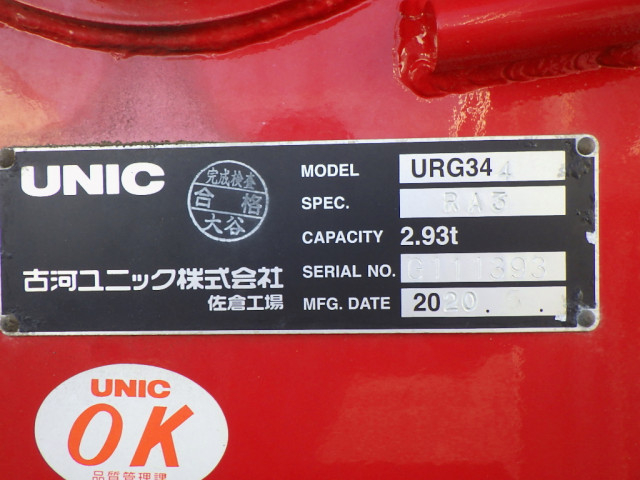 UNIC
完成検査
合格
大谷
古河ユニック株式会社
佐倉工場
MODEL URG344
SPEC. RA3
CAPACITY 2.93t
SERIAL NO. G111393
MFG. DATE 2020. .
UNIC
OK
品質管理課